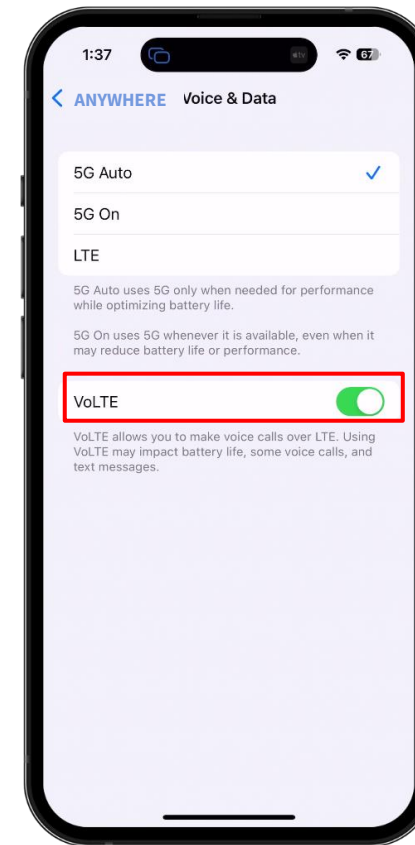 1:37
tv
67
ANYWHERE Voice & Data
5G Auto
5G On
LTE
5G Auto uses 5G only when needed for performance
while optimizing battery life.
5G On uses 5G whenever it is available, even when it
may reduce battery life or performance.
VoLTE
VoLTE allows you to make voice calls over LTE. Using
VoLTE may impact battery life, some voice calls, and
text messages.